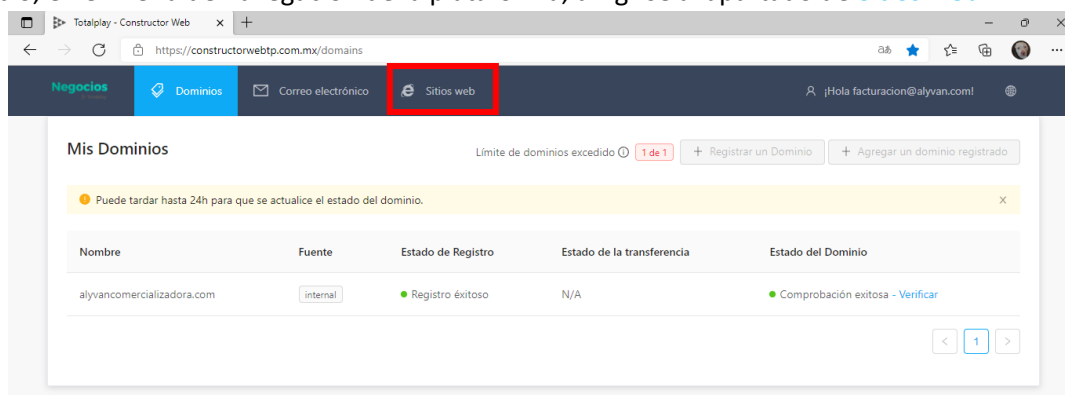 Totalplay - Constructor Web
https://constructorwebtp.com.mx/domains
Negocios Dominios Correo electrónico Sitios web ¡Hola facturacion@alyvan.com!
Mis Dominios Límite de dominios excedido 1 de 1 + Registrar un Dominio + Agregar un dominio registrado
Puede tardar hasta 24h para que se actualice el estado del dominio.
Nombre Fuente Estado de Registro Estado de la transferencia Estado del Dominio
alyvancomercializadora.com internal Registro éxitoso N/A Comprobación exitosa - Verificar
< 1 >